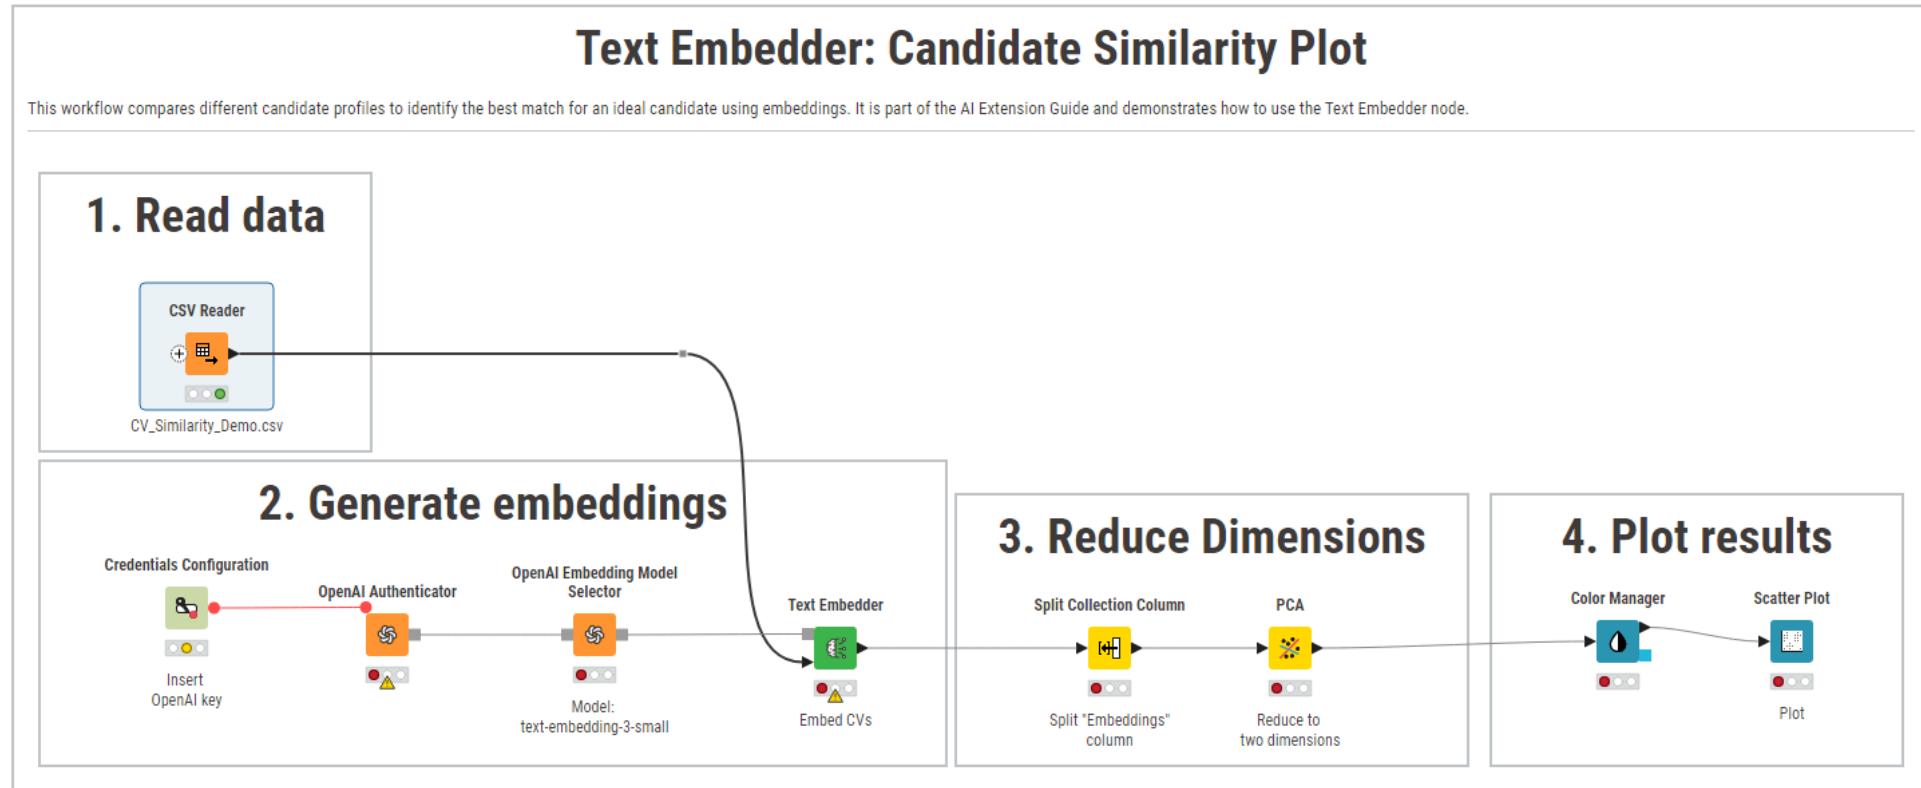 Text Embedder: Candidate Similarity Plot
This workflow compares different candidate profiles to identify the best match for an ideal candidate using embeddings. It is part of the AI Extension Guide and demonstrates how to use the Text Embedder node.
1. Read data
CSV Reader
CV_Similarity_Demo.csv
2. Generate embeddings
Credentials Configuration
Insert
OpenAI key
OpenAI Authenticator
OpenAI Embedding Model
Selector
Model:
text-embedding-3-small
Text Embedder
Embed CVs
3. Reduce Dimensions
Split Collection Column
Split "Embeddings"
column
PCA
Reduce to
two dimensions
4. Plot results
Color Manager
Scatter Plot
Plot